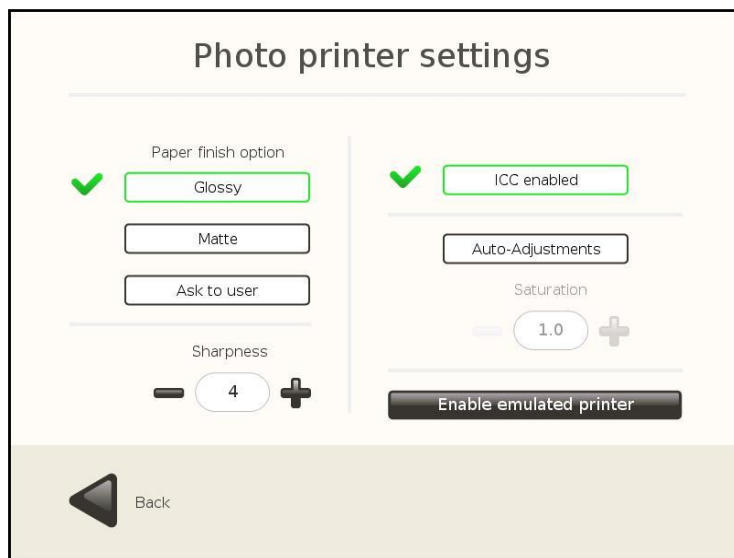 Photo printer settings
Paper finish option
Glossy
Matte
Ask to user
Sharpness
4
ICC enabled
Auto-Adjustments
Saturation
1.0
Enable emulated printer
Back